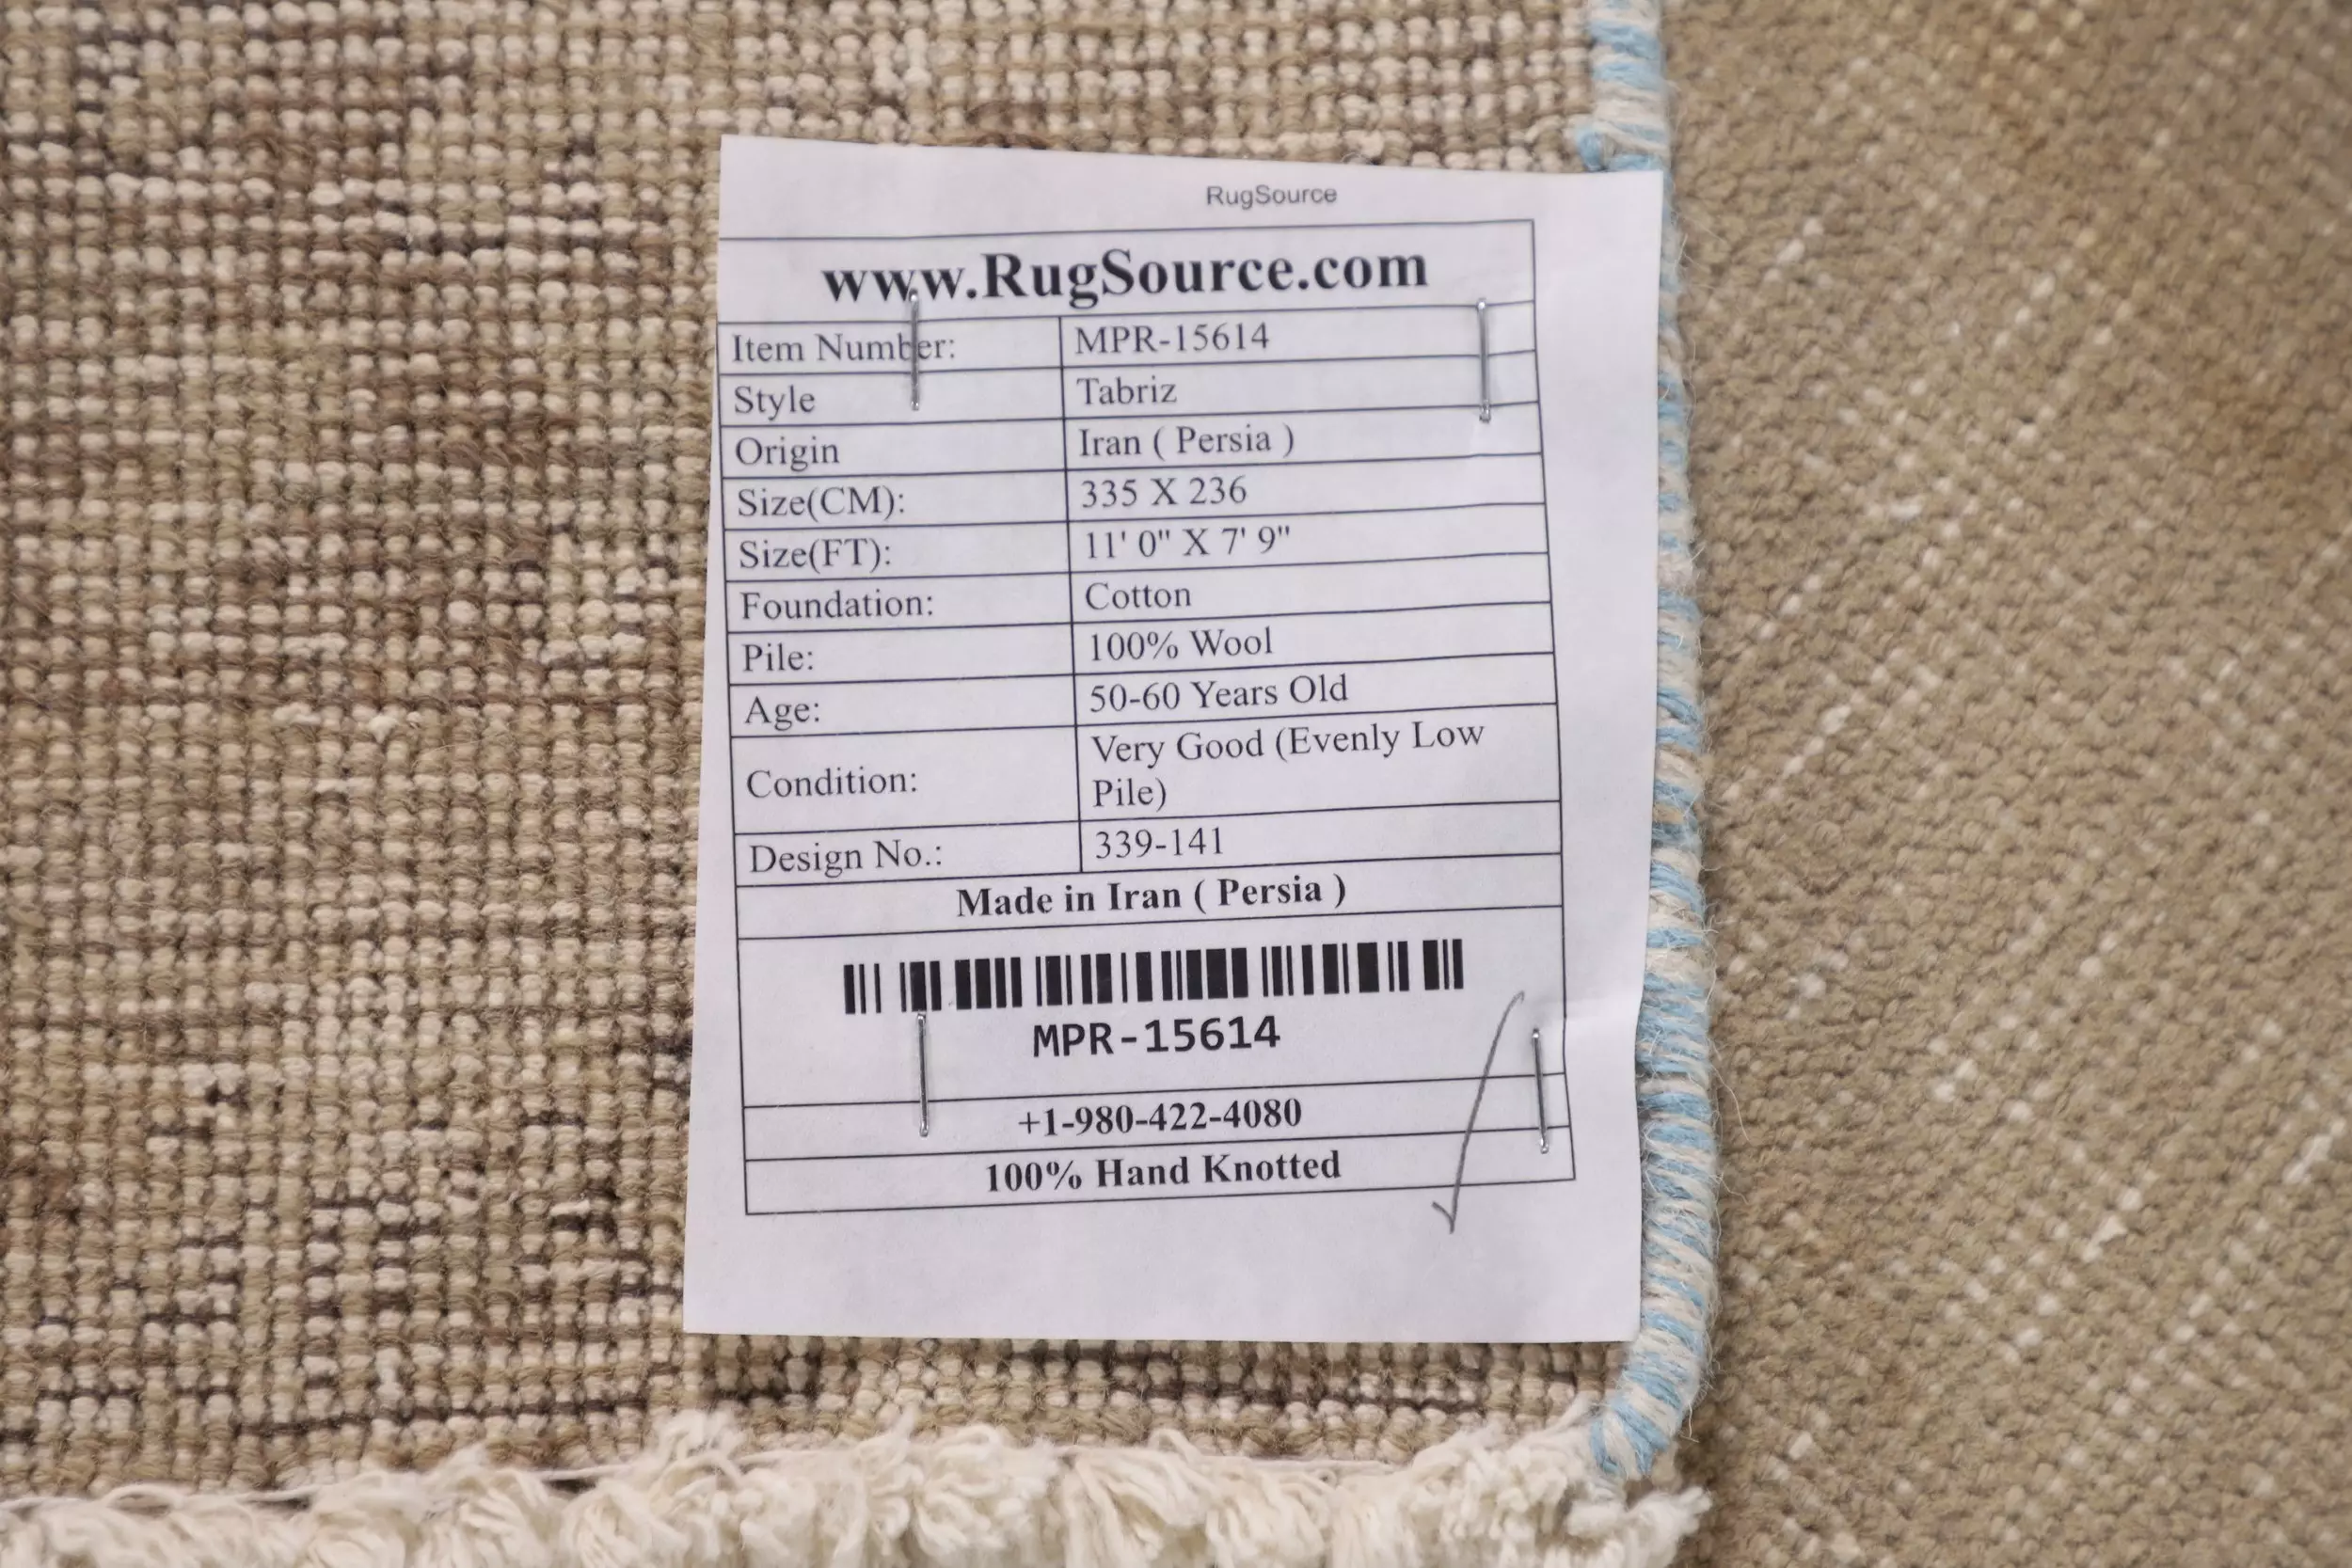 RugSource
www.RugSource.com
Item Number: MPR-15614
Style Tabriz
Origin Iran ( Persia )
Size(CM): 335 X 236
Size(FT): 11' 0" X 7' 9"
Foundation: Cotton
Pile: 100% Wool
Age: 50-60 Years Old
Condition: Very Good (Evenly Low
Pile)
Design No.: 339-141
Made in Iran ( Persia )
MPR-15614
+1-980-422-4080
100% Hand Knotted